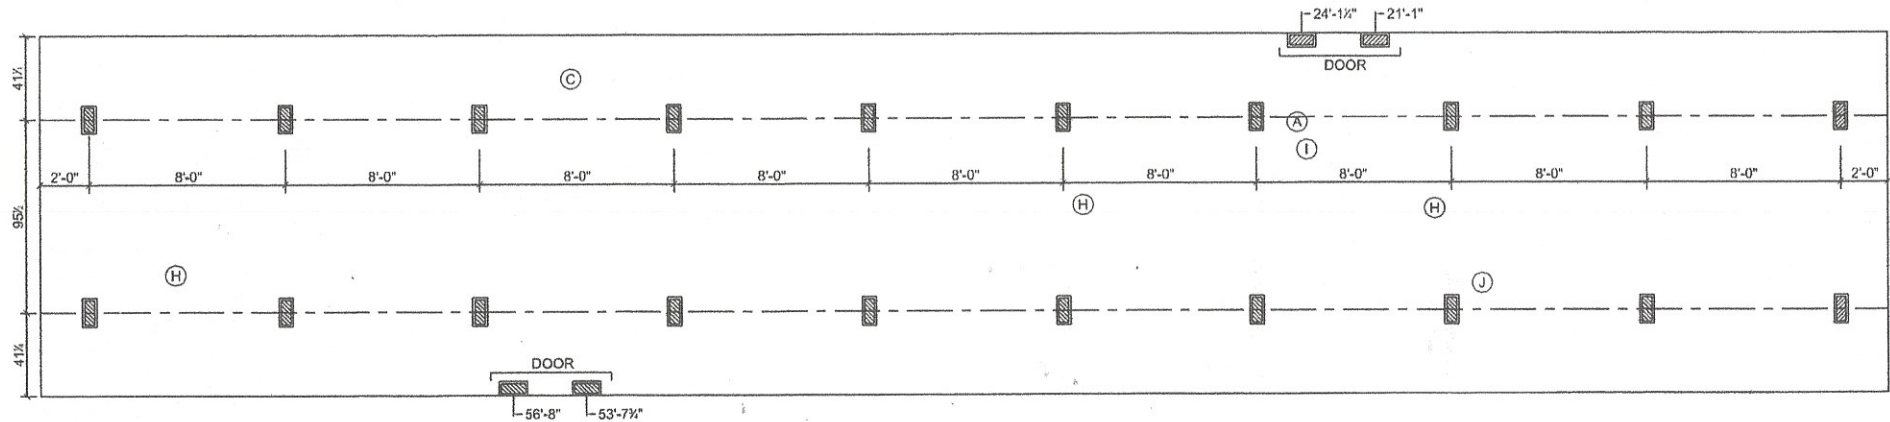 24'-1½" 21'-1"
DOOR
41¼
C
A
I
2'-0" 8'-0" 8'-0" 8'-0" 8'-0" 8'-0" 8'-0" 8'-0" 8'-0" 8'-0" 2'-0"
95½
H H
H
J
41¼
DOOR
56'-8" 53'-7¾"